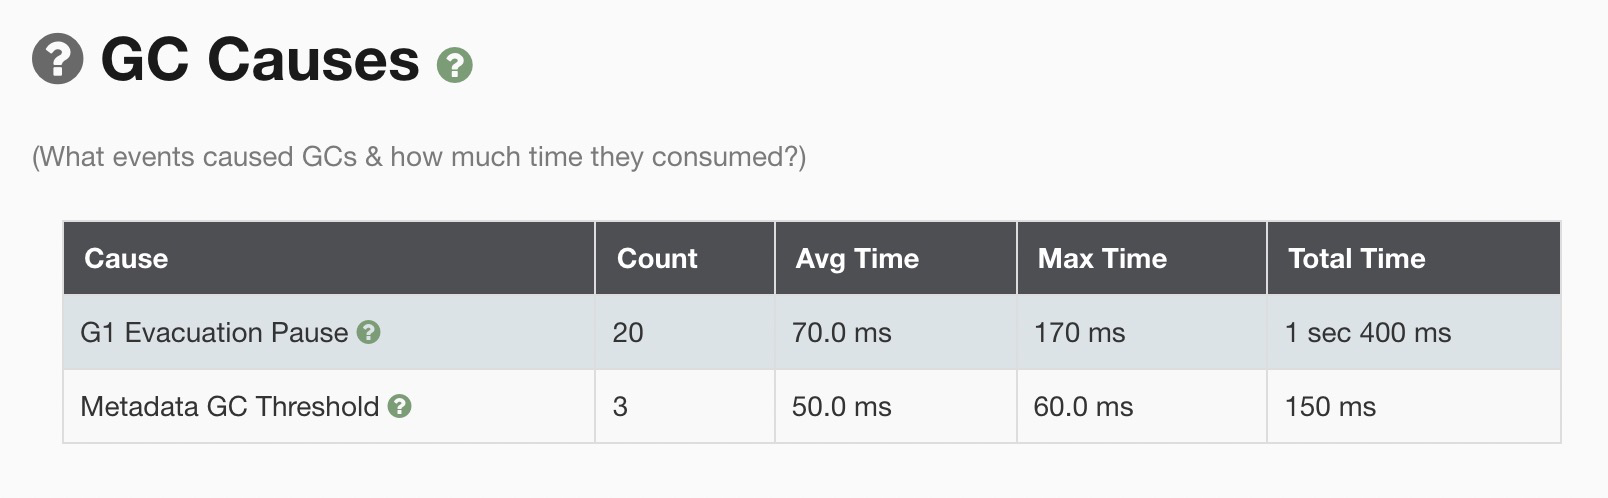 ? GC Causes ?
(What events caused GCs & how much time they consumed?)
Cause Count Avg Time Max Time Total Time
G1 Evacuation Pause ? 20 70.0 ms 170 ms 1 sec 400 ms
Metadata GC Threshold ? 3 50.0 ms 60.0 ms 150 ms